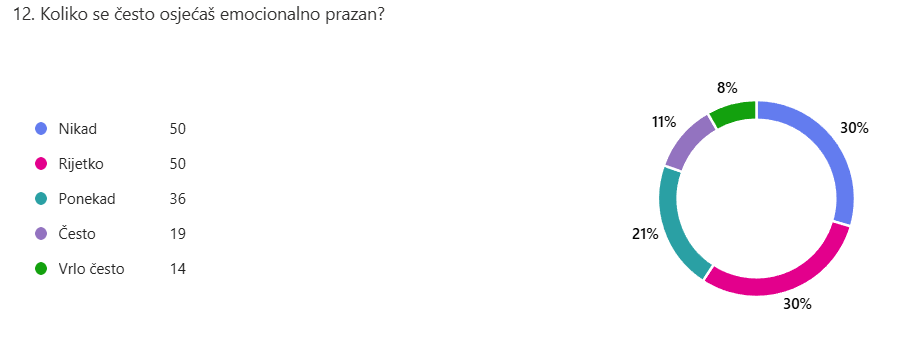 12. Koliko se često osjećaš emocionalno prazan?
Nikad 50
Rijetko 50
Ponekad 36
Često 19
Vrlo često 14
8%
11%
30%
21%
30%